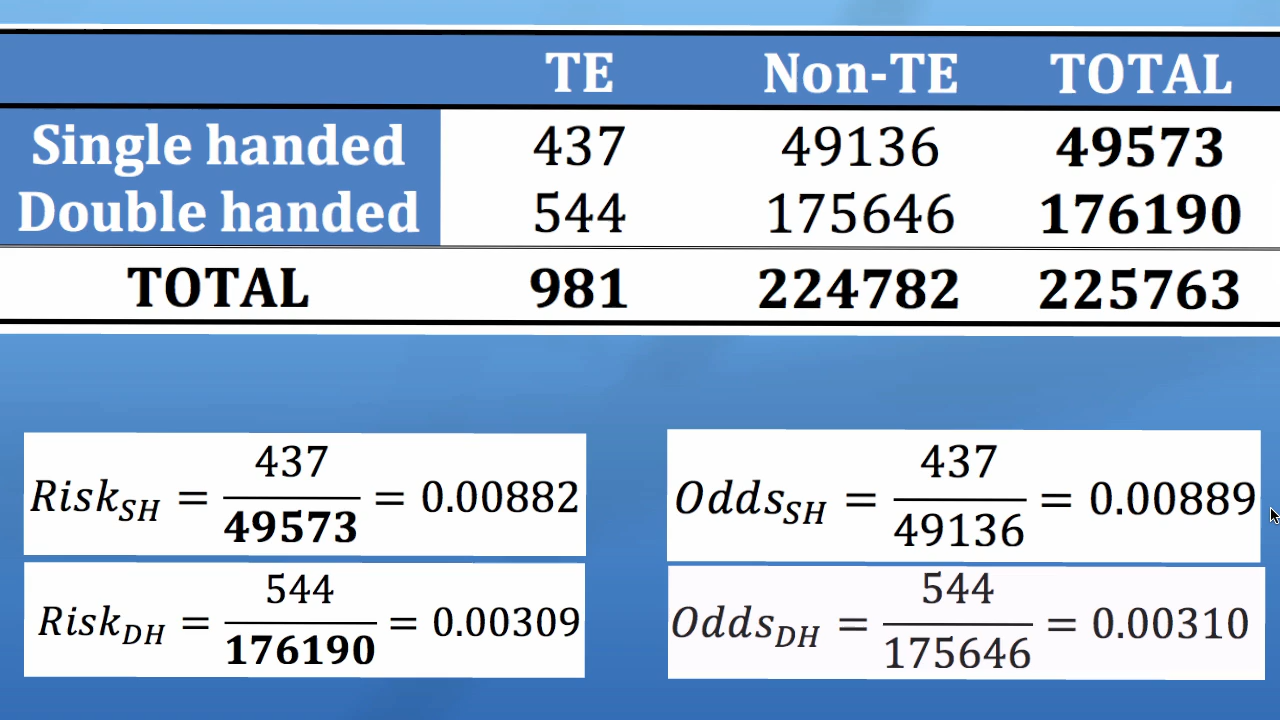 TE Non-TE TOTAL
Single handed 437 49136 49573
Double handed 544 175646 176190
TOTAL 981 224782 225763
Risk_SH = 437/49573 = 0.00882
Odds_SH = 437/49136 = 0.00889
Risk_DH = 544/176190 = 0.00309
Odds_DH = 544/175646 = 0.00310